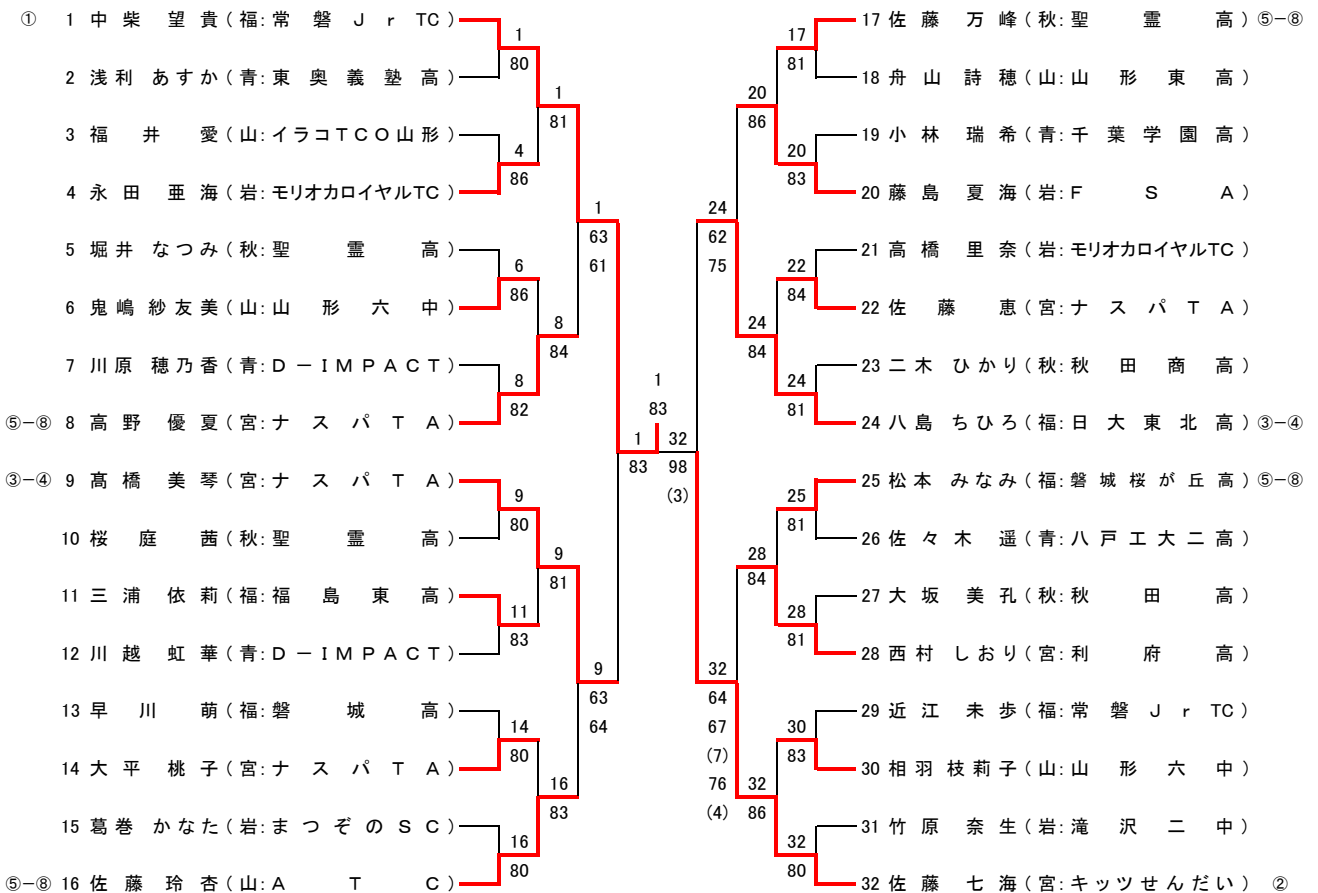 ① 1 中柴望貴(福:常磐JrTC)
2 浅利あすか(青:東奥義塾高)
3 福井愛(山:イラコTCO山形)
4 永田亜海(岩:モリオカロイヤルTC)
5 堀井なつみ(秋:聖霊高)
6 鬼嶋紗友美(山:山形六中)
7 川原穂乃香(青:D-IMPACT)
⑤-⑧ 8 高野優夏(宮:ナスパTA)
③-④ 9 髙橋美琴(宮:ナスパTA)
10 桜庭茜(秋:聖霊高)
11 三浦依莉(福:福島東高)
12 川越虹華(青:D-IMPACT)
13 早川萌(福:磐城高)
14 大平桃子(宮:ナスパTA)
15 葛巻かなた(岩:まつぞのSC)
⑤-⑧ 16 佐藤玲杏(山:ATC)
1
80
4
86
6
86
8
82
9
80
11
83
14
80
16
80
1
81
8
84
9
81
16
83
1
63
61
9
63
64
1
83
1
83
32
98
(3)
24
62
75
32
64
67
(7)
76
(4)
20
86
24
84
28
84
32
86
17
81
20
83
22
84
24
81
25
81
28
81
30
83
32
80
17 佐藤万峰(秋:聖霊高) ⑤-⑧
18 舟山詩穂(山:山形東高)
19 小林瑞希(青:千葉学園高)
20 藤島夏海(岩:FSA)
21 高橋里奈(岩:モリオカロイヤルTC)
22 佐藤恵(宮:ナスパTA)
23 二木ひかり(秋:秋田商高)
24 八島ちひろ(福:日大東北高) ③-④
25 松本みなみ(福:磐城桜が丘高) ⑤-⑧
26 佐々木遥(青:八戸工大二高)
27 大坂美孔(秋:秋田高)
28 西村しおり(宮:利府高)
29 近江未歩(福:常磐JrTC)
30 相羽枝莉子(山:山形六中)
31 竹原奈生(岩:滝沢二中)
32 佐藤七海(宮:キッツせんだい) ②